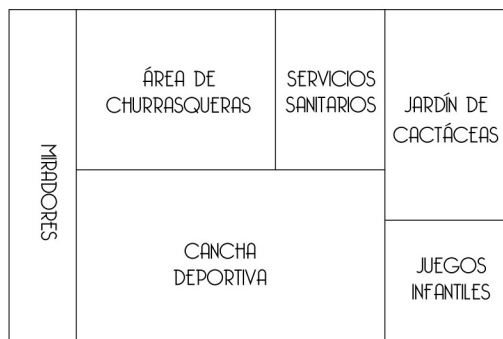 ÁREA DE
CHURRASQUERAS
SERVICIOS
SANITARIOS
JARDÍN DE
CACTÁCEAS
MIRADORES
CANCHA
DEPORTIVA
JUEGOS
INFANTILES